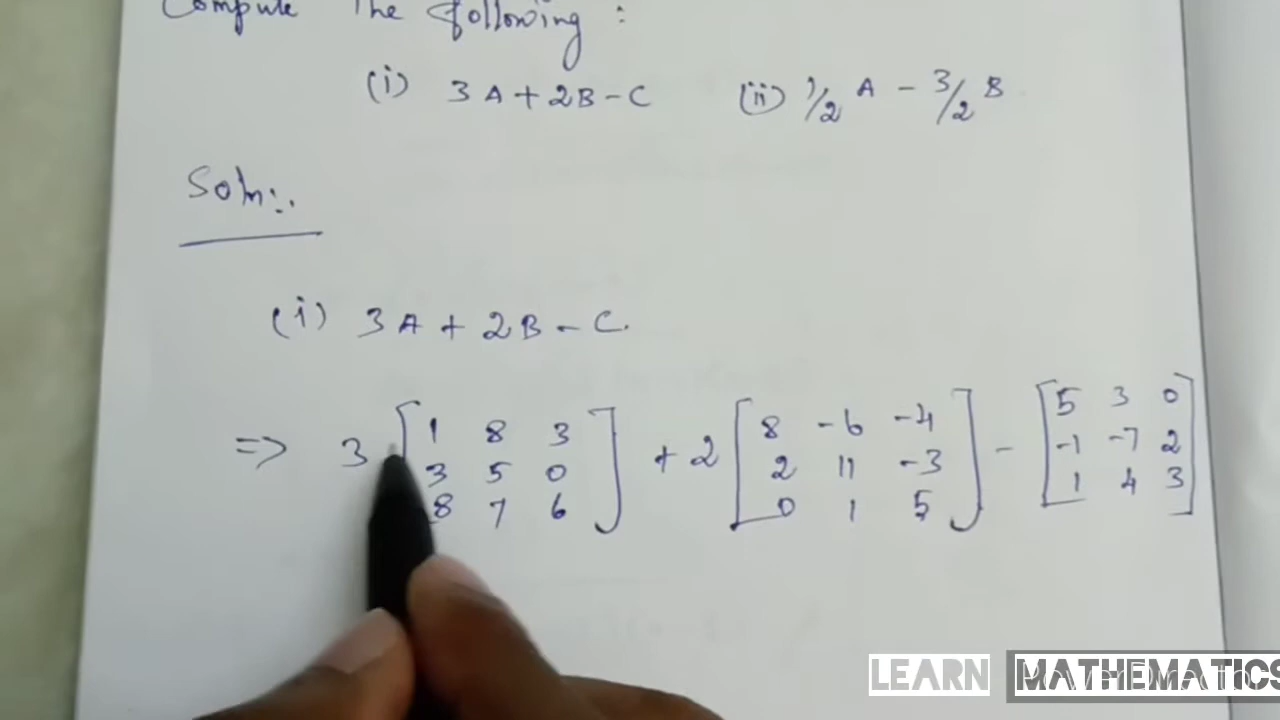 Compute The following :
(i) 3A + 2B - C (ii) 1/2 A - 3/2 B
Soln:.
(i) 3A + 2B - C.
=> 3 [1 8 3] + 2 [8 -6 -4] - [5 3 0]
[3 5 0] [2 11 -3] [-1 -7 2]
[8 7 6] [0 1 5] [1 4 3]
LEARN MATHEMATICS
PowerDirector